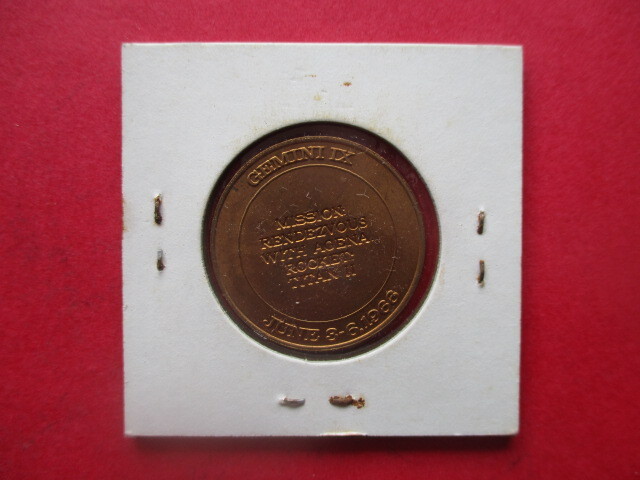 GEMINI IX
MISSION:
RENDEZVOUS
WITH AGENA
ROCKET:
TITAN II
JUNE 3-6, 1966